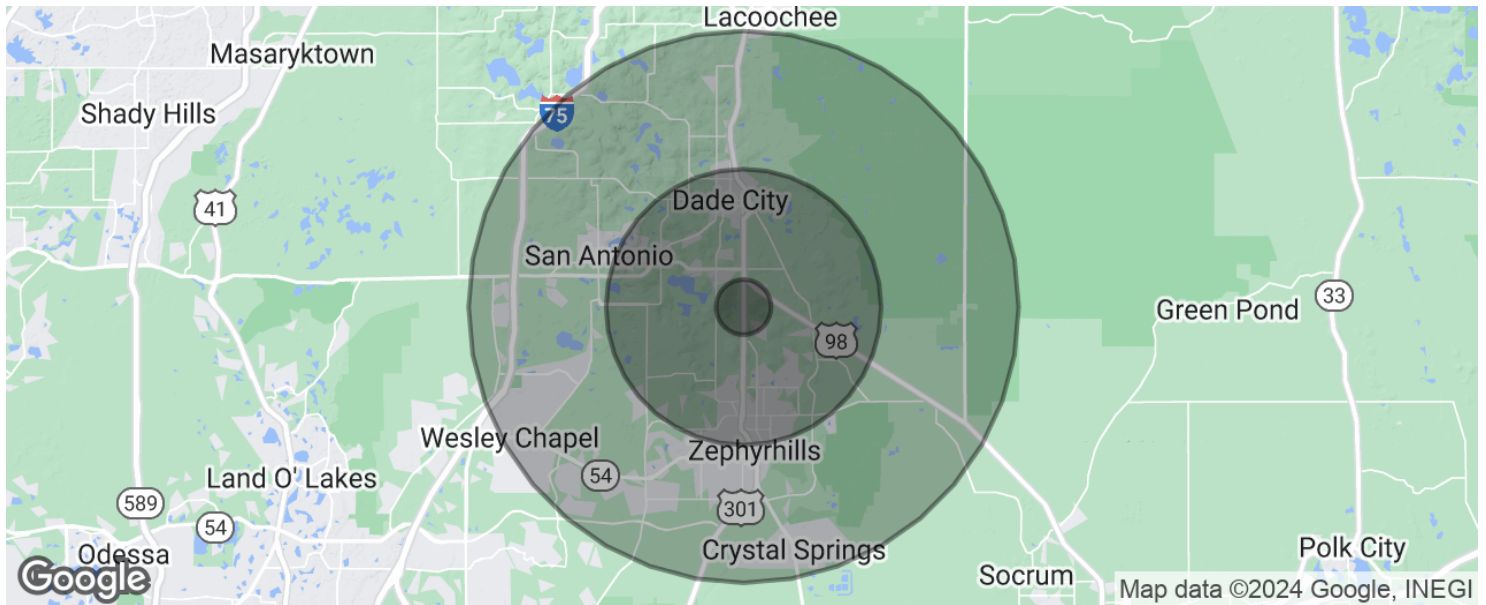 Lacoochee
Masaryktown
Shady Hills
75
41
Dade City
San Antonio
33
Green Pond
98
Wesley Chapel
Zephyrhills
54
Land O' Lakes
589
301
54
Odessa
Crystal Springs
Polk City
Socrum
Google
Map data ©2024 Google, INEGI